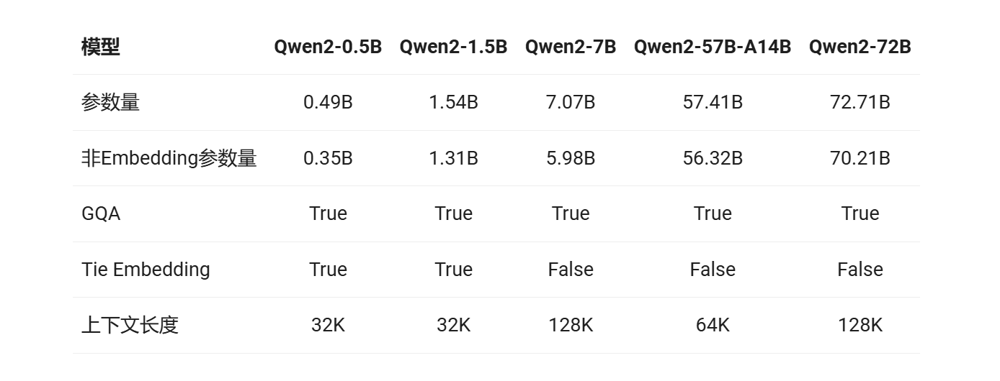 模型 Qwen2-0.5B Qwen2-1.5B Qwen2-7B Qwen2-57B-A14B Qwen2-72B
参数量 0.49B 1.54B 7.07B 57.41B 72.71B
非Embedding参数量 0.35B 1.31B 5.98B 56.32B 70.21B
GQA True True True True True
Tie Embedding True True False False False
上下文长度 32K 32K 128K 64K 128K